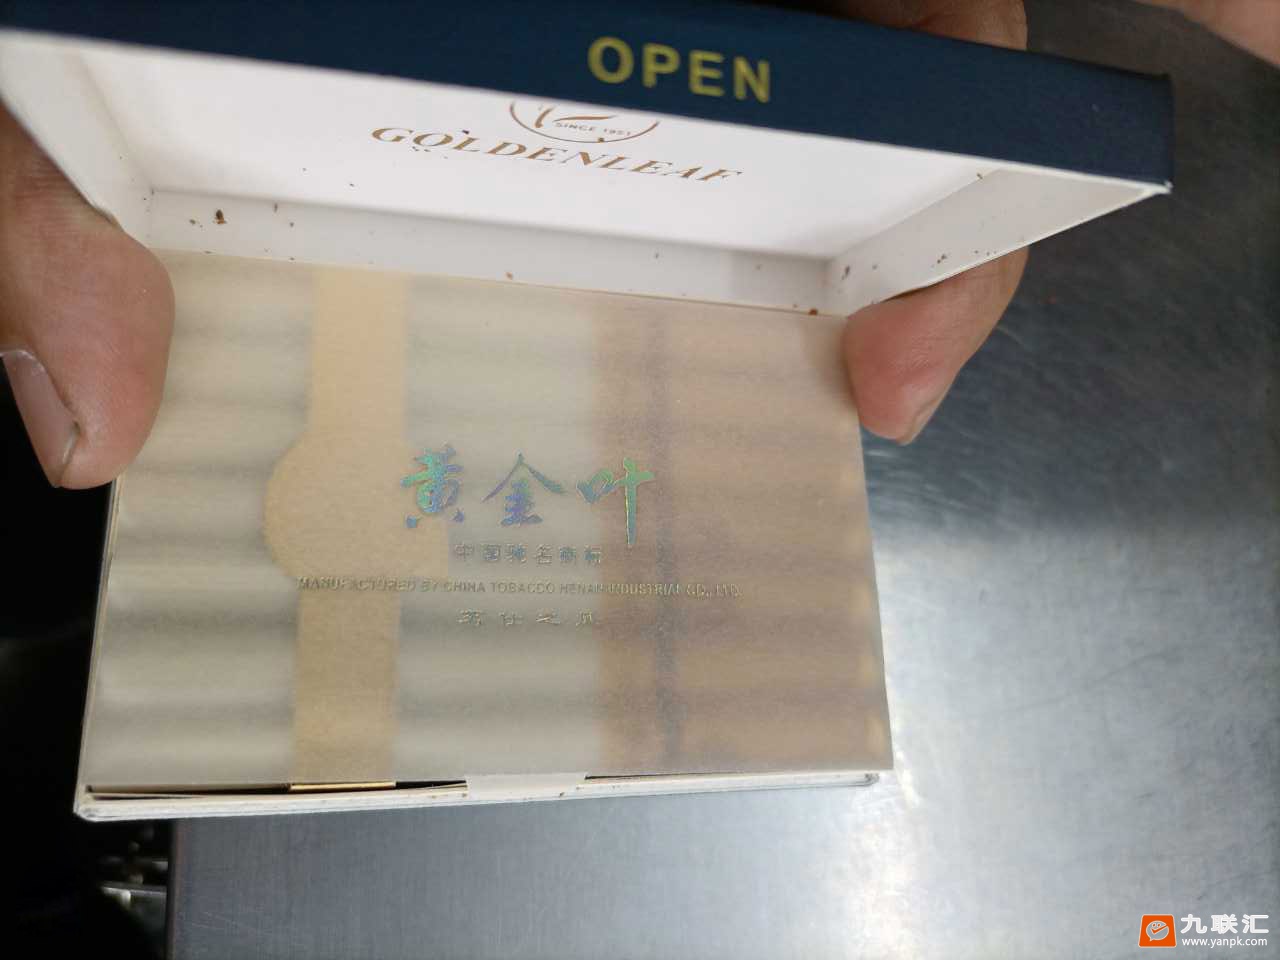 OPEN
SINCE 1951
GOLDENLEAF
黄金叶
中国驰名商标
MANUFACTURED BY CHINA TOBACCO HENAN INDUSTRIAL CO., LTD.
九联汇
www.yanpk.com